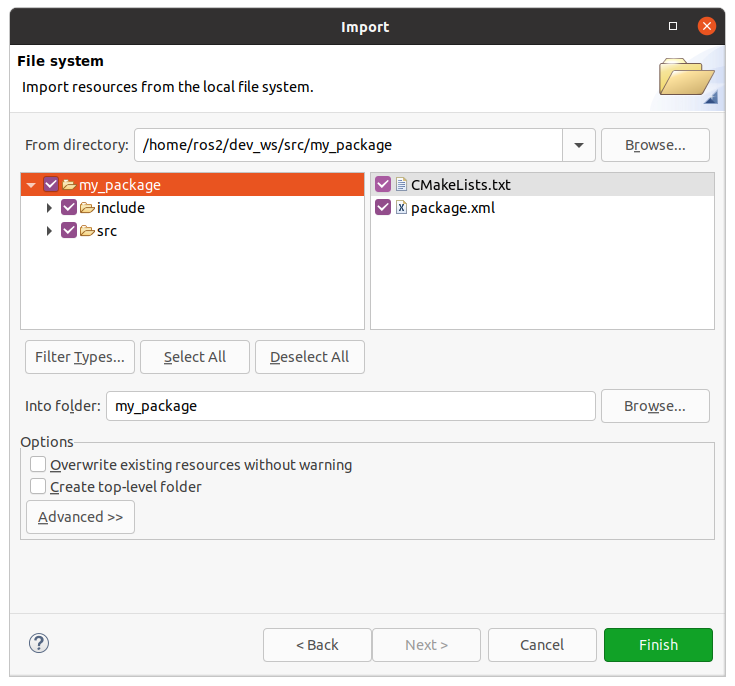 Import
File system
Import resources from the local file system.
From directory: /home/ros2/dev_ws/src/my_package Browse...
my_package
include
src
CMakeLists.txt
package.xml
Filter Types... Select All Deselect All
Into folder: my_package Browse...
Options
Overwrite existing resources without warning
Create top-level folder
Advanced >>
? < Back Next > Cancel Finish